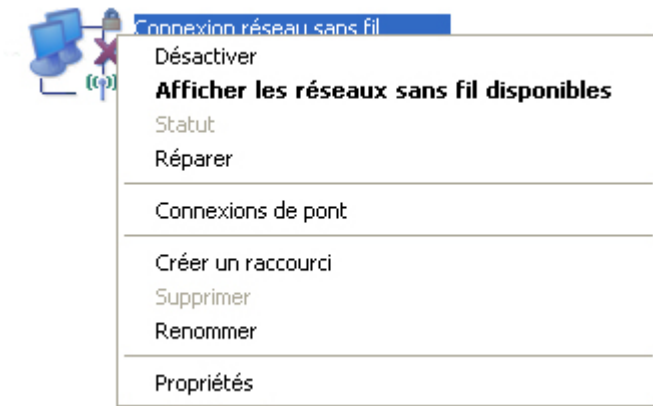 Connexion réseau sans fil
Désactiver
Afficher les réseaux sans fil disponibles
Statut
Réparer
Connexions de pont
Créer un raccourci
Supprimer
Renommer
Propriétés